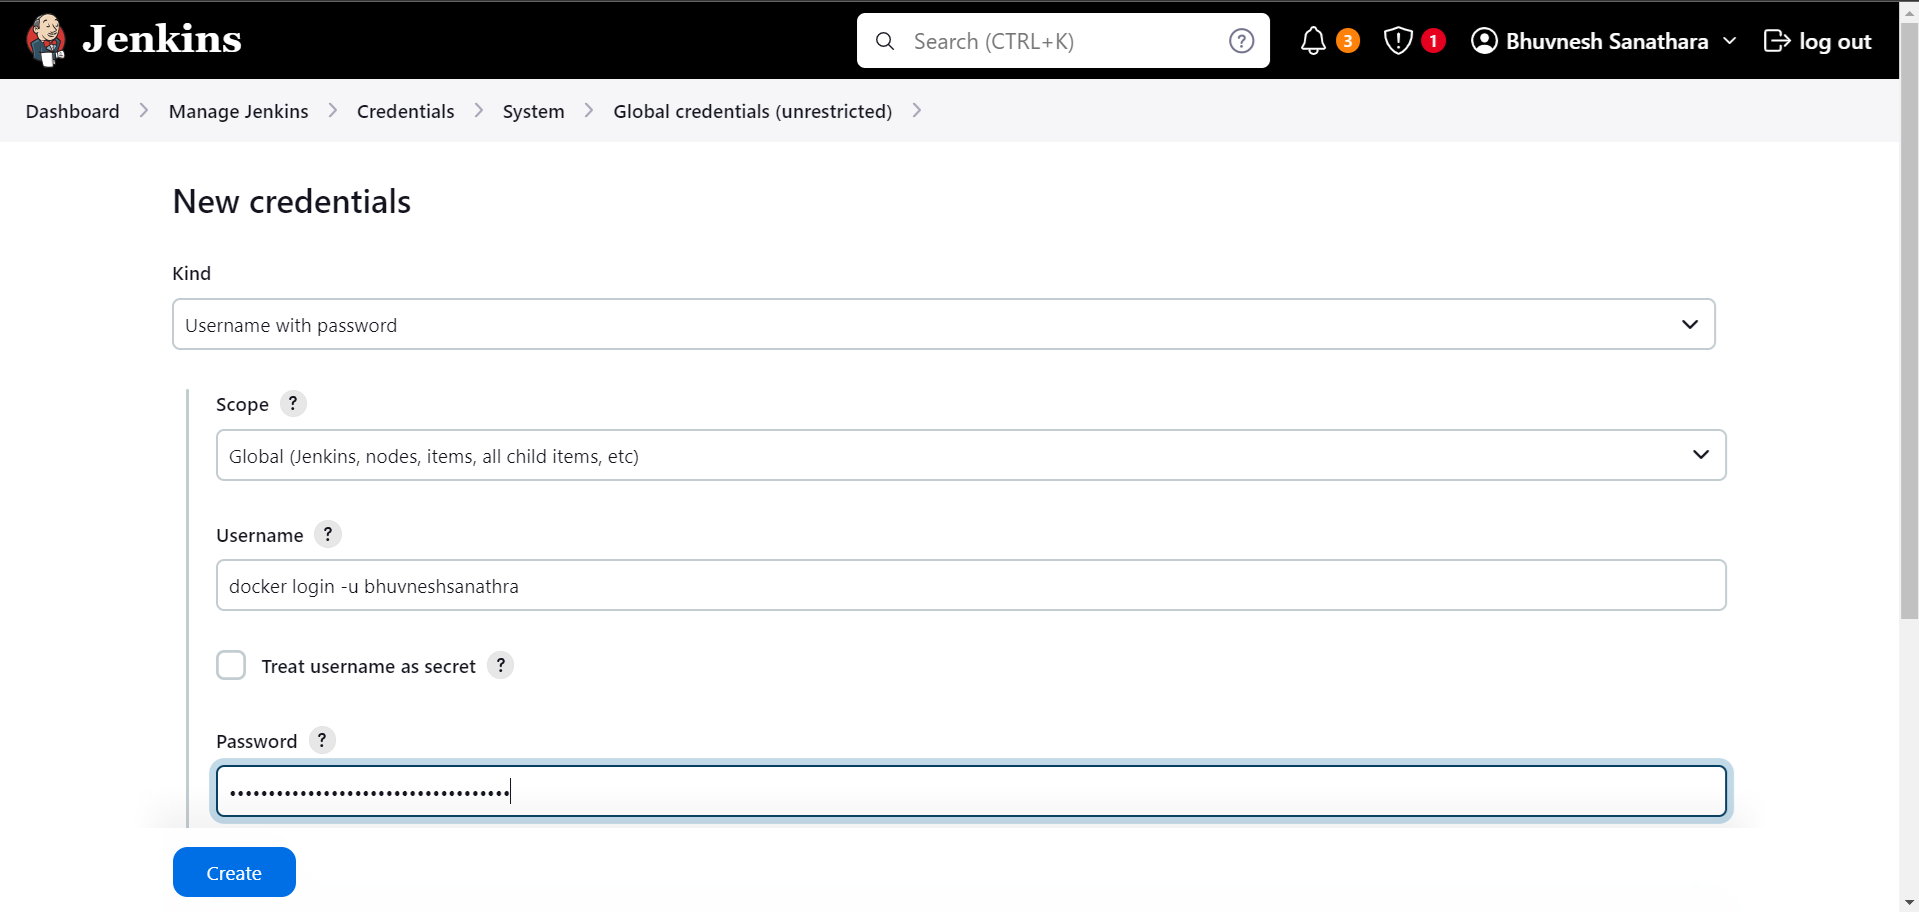 Jenkins
Search (CTRL+K)
?
3
1
Bhuvnesh Sanathara
log out
Dashboard
Manage Jenkins
Credentials
System
Global credentials (unrestricted)
New credentials
Kind
Username with password
Scope ?
Global (Jenkins, nodes, items, all child items, etc)
Username ?
docker login -u bhuvneshsanathra
Treat username as secret ?
Password ?
Create